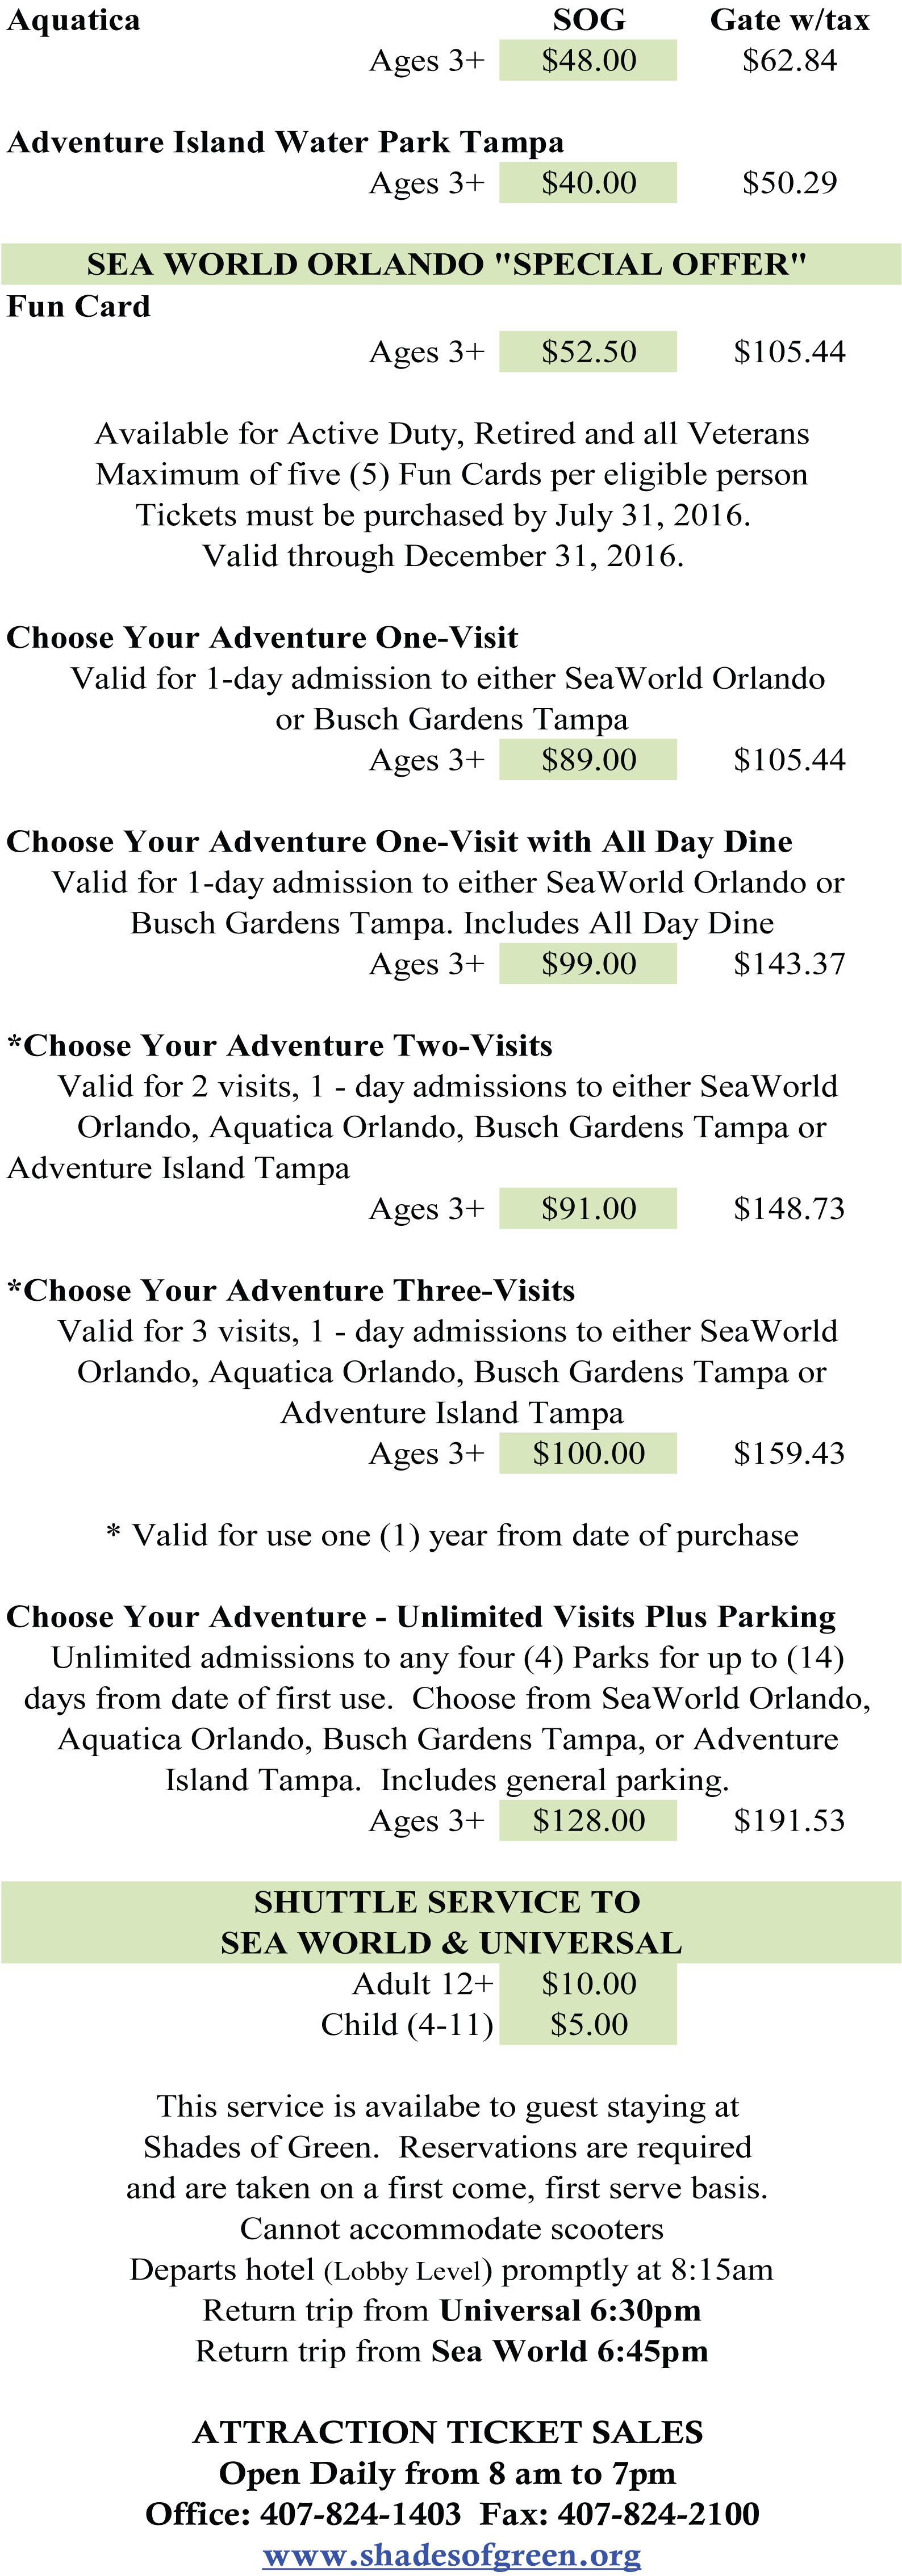 Aquatica SOG Gate w/tax
Ages 3+ $48.00 $62.84
Adventure Island Water Park Tampa
Ages 3+ $40.00 $50.29
SEA WORLD ORLANDO "SPECIAL OFFER"
Fun Card
Ages 3+ $52.50 $105.44
Available for Active Duty, Retired and all Veterans
Maximum of five (5) Fun Cards per eligible person
Tickets must be purchased by July 31, 2016.
Valid through December 31, 2016.
Choose Your Adventure One-Visit
Valid for 1-day admission to either SeaWorld Orlando
or Busch Gardens Tampa
Ages 3+ $89.00 $105.44
Choose Your Adventure One-Visit with All Day Dine
Valid for 1-day admission to either SeaWorld Orlando or
Busch Gardens Tampa. Includes All Day Dine
Ages 3+ $99.00 $143.37
*Choose Your Adventure Two-Visits
Valid for 2 visits, 1 - day admissions to either SeaWorld
Orlando, Aquatica Orlando, Busch Gardens Tampa or
Adventure Island Tampa
Ages 3+ $91.00 $148.73
*Choose Your Adventure Three-Visits
Valid for 3 visits, 1 - day admissions to either SeaWorld
Orlando, Aquatica Orlando, Busch Gardens Tampa or
Adventure Island Tampa
Ages 3+ $100.00 $159.43
* Valid for use one (1) year from date of purchase
Choose Your Adventure - Unlimited Visits Plus Parking
Unlimited admissions to any four (4) Parks for up to (14)
days from date of first use. Choose from SeaWorld Orlando,
Aquatica Orlando, Busch Gardens Tampa, or Adventure
Island Tampa. Includes general parking.
Ages 3+ $128.00 $191.53
SHUTTLE SERVICE TO
SEA WORLD & UNIVERSAL
Adult 12+ $10.00
Child (4-11) $5.00
This service is availabe to guest staying at
Shades of Green. Reservations are required
and are taken on a first come, first serve basis.
Cannot accommodate scooters
Departs hotel (Lobby Level) promptly at 8:15am
Return trip from Universal 6:30pm
Return trip from Sea World 6:45pm
ATTRACTION TICKET SALES
Open Daily from 8 am to 7pm
Office: 407-824-1403 Fax: 407-824-2100
www.shadesofgreen.org